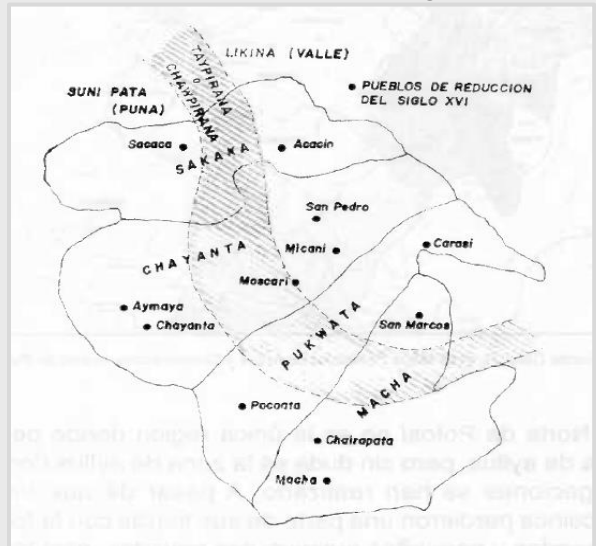 LIKINA (VALLE)
TAYPIRANA
O
CHAWPIRANA
SUNI PATA
(PUNA)
PUEBLOS DE REDUCCION
DEL SIGLO XVI
Sacaca
SAKAKA
Acacin
San Pedro
Micani
Carasi
CHAYANTA
Moscari
Aymaya
Chayanta
San Marcos
PUKWATA
MACHA
Pocoata
Chairapata
Macha